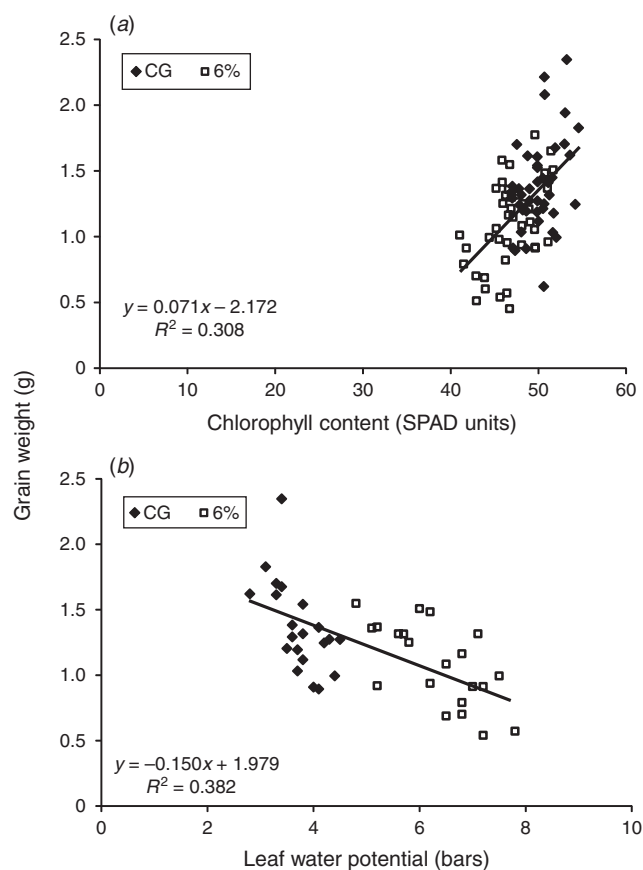 (a)
2.5
CG 6%
2.0
1.5
1.0
0.5
y = 0.071x – 2.172
R² = 0.308
0
0 10 20 30 40 50 60
Chlorophyll content (SPAD units)
Grain weight (g)
(b)
2.5
CG 6%
2.0
1.5
1.0
0.5
y = –0.150x + 1.979
R² = 0.382
0
0 2 4 6 8 10
Leaf water potential (bars)